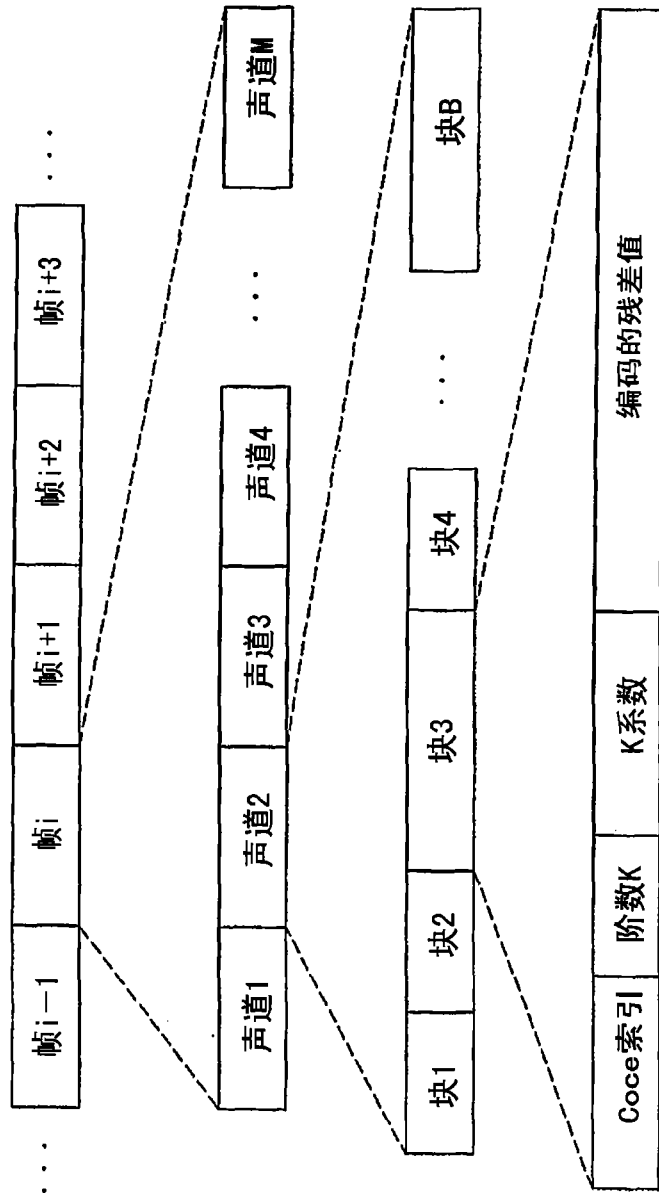 ... 帧i－1 帧i 帧i+1 帧i+2 帧i+3 ...
声道1 声道2 声道3 声道4 ... 声道M
块1 块2 块3 块4 ... 块B
Coce索引 阶数K K系数 编码的残差值